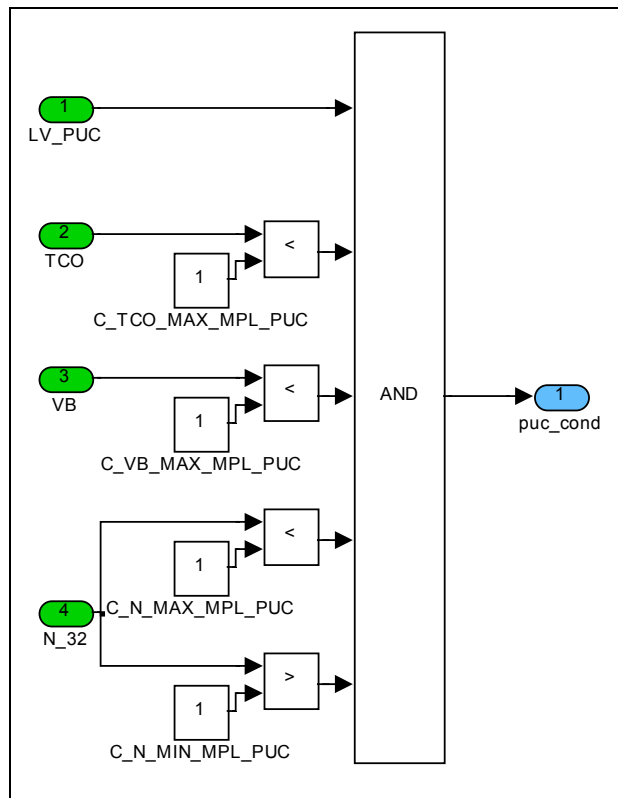 1
LV_PUC
2
TCO
<
1
C_TCO_MAX_MPL_PUC
3
VB
<
1
C_VB_MAX_MPL_PUC
AND
1
puc_cond
<
1
C_N_MAX_MPL_PUC
4
N_32
>
1
C_N_MIN_MPL_PUC